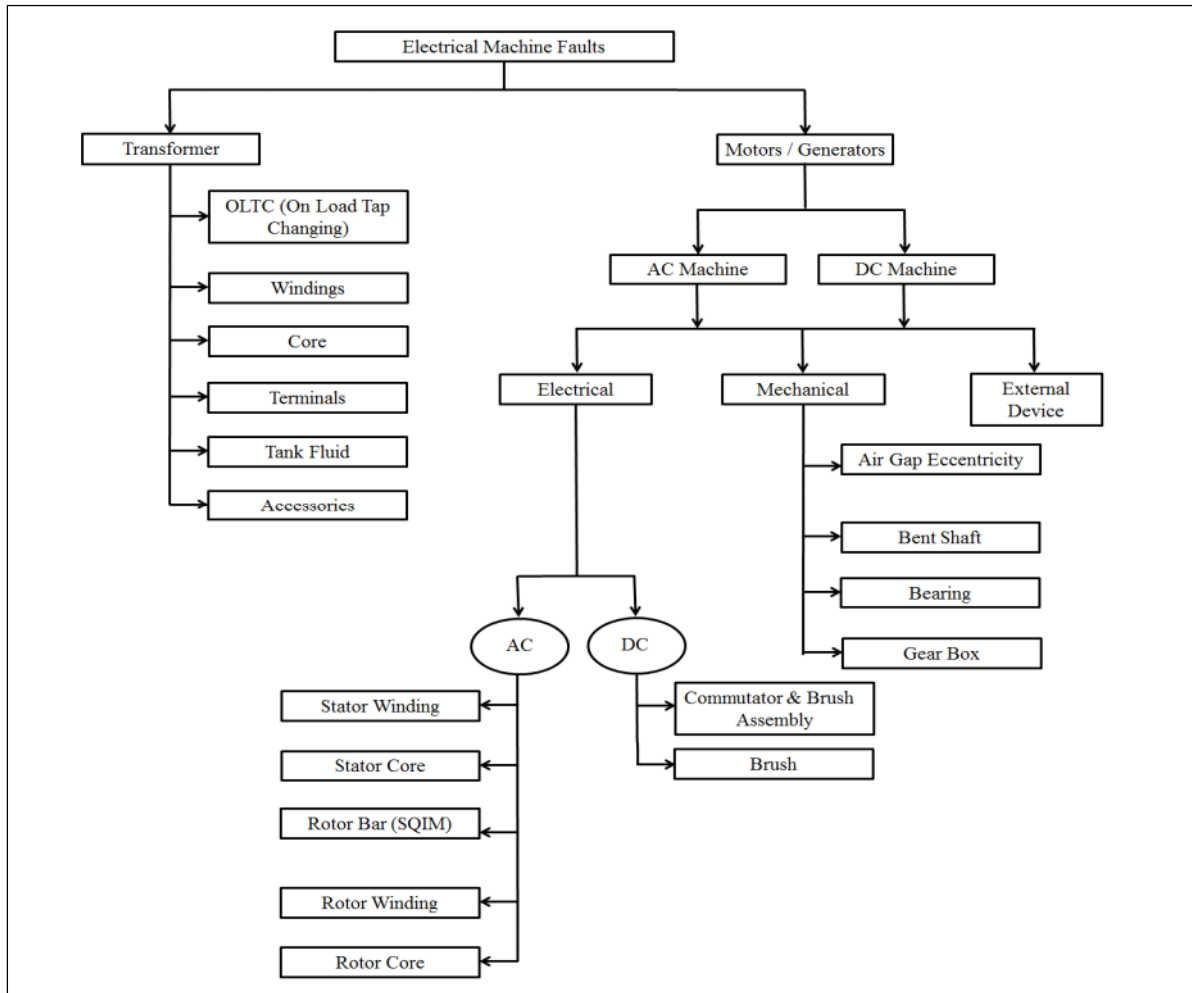 Electrical Machine Faults
Transformer
Motors / Generators
OLTC (On Load Tap
Changing)
Windings
Core
Terminals
Tank Fluid
Accessories
AC Machine
DC Machine
Electrical
Mechanical
External
Device
Air Gap Eccentricity
Bent Shaft
Bearing
Gear Box
AC
DC
Stator Winding
Stator Core
Rotor Bar (SQIM)
Rotor Winding
Rotor Core
Commutator & Brush
Assembly
Brush